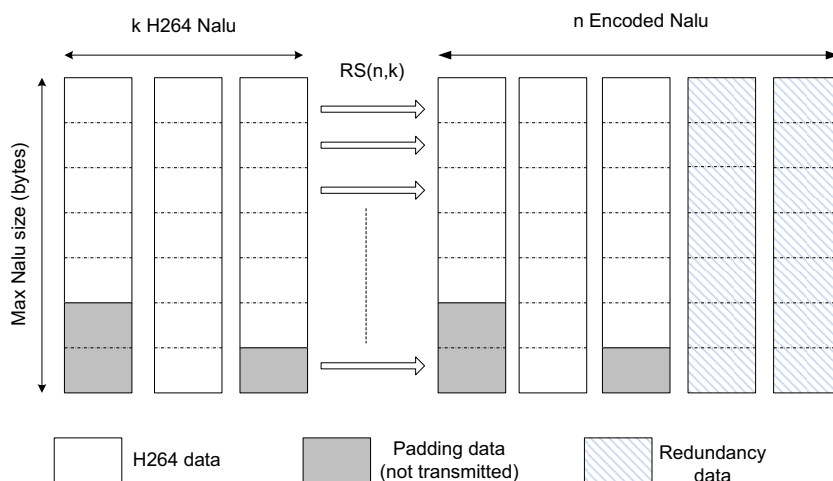 k H264 Nalu
n Encoded Nalu
RS(n,k)
Max Nalu size (bytes)
H264 data
Padding data
(not transmitted)
Redundancy
data